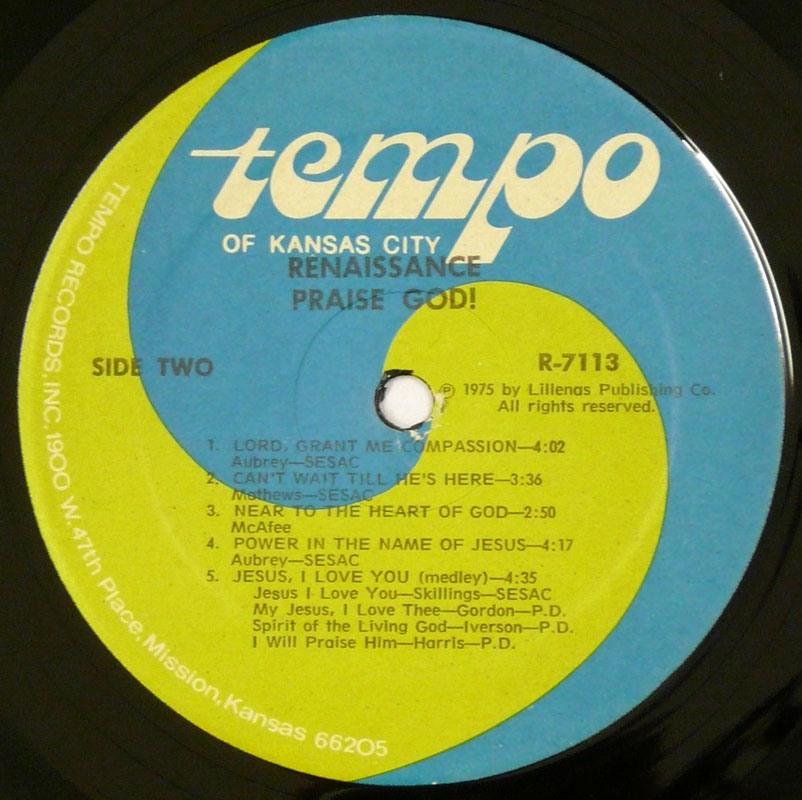 tempo
OF KANSAS CITY
RENAISSANCE
PRAISE GOD!
SIDE TWO
R-7113
℗ 1975 by Lillenas Publishing Co.
All rights reserved.
1. LORD, GRANT ME COMPASSION—4:02
Aubrey—SESAC
2. CAN'T WAIT TILL HE'S HERE—3:36
Mathews—SESAC
3. NEAR TO THE HEART OF GOD—2:50
McAfee
4. POWER IN THE NAME OF JESUS—4:17
Aubrey—SESAC
5. JESUS, I LOVE YOU (medley)—4:35
Jesus I Love You—Skillings—SESAC
My Jesus, I Love Thee—Gordon—P.D.
Spirit of the Living God—Iverson—P.D.
I Will Praise Him—Harris—P.D.
TEMPO RECORDS, INC. 1900 W. 47th Place, Mission, Kansas 66205